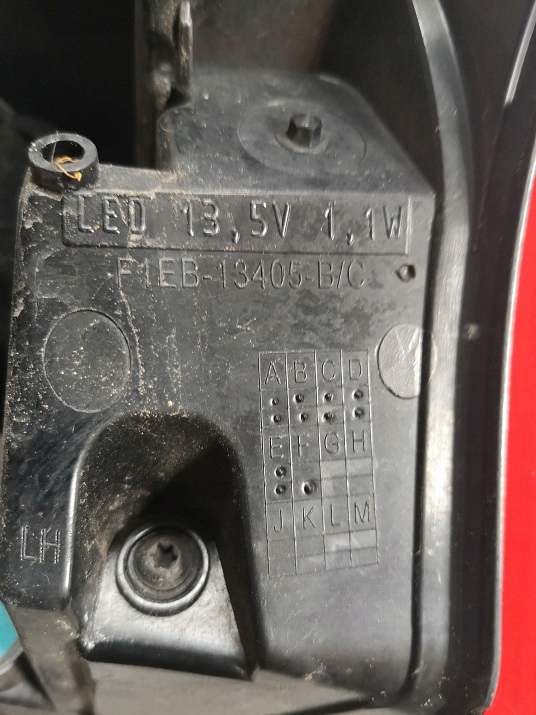 LED 13,5V 1,1W
F1EB-13405-B/C
A B C D
E F G H
J K L M
LH